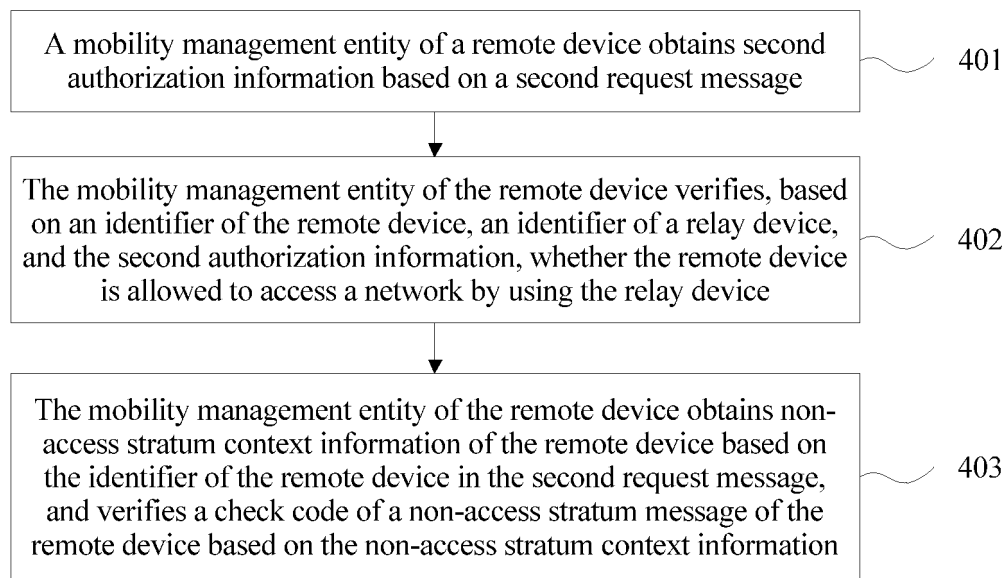 A mobility management entity of a remote device obtains second
authorization information based on a second request message
401
The mobility management entity of the remote device verifies, based
on an identifier of the remote device, an identifier of a relay device,
and the second authorization information, whether the remote device
is allowed to access a network by using the relay device
402
The mobility management entity of the remote device obtains non-
access stratum context information of the remote device based on
the identifier of the remote device in the second request message,
and verifies a check code of a non-access stratum message of the
remote device based on the non-access stratum context information
403